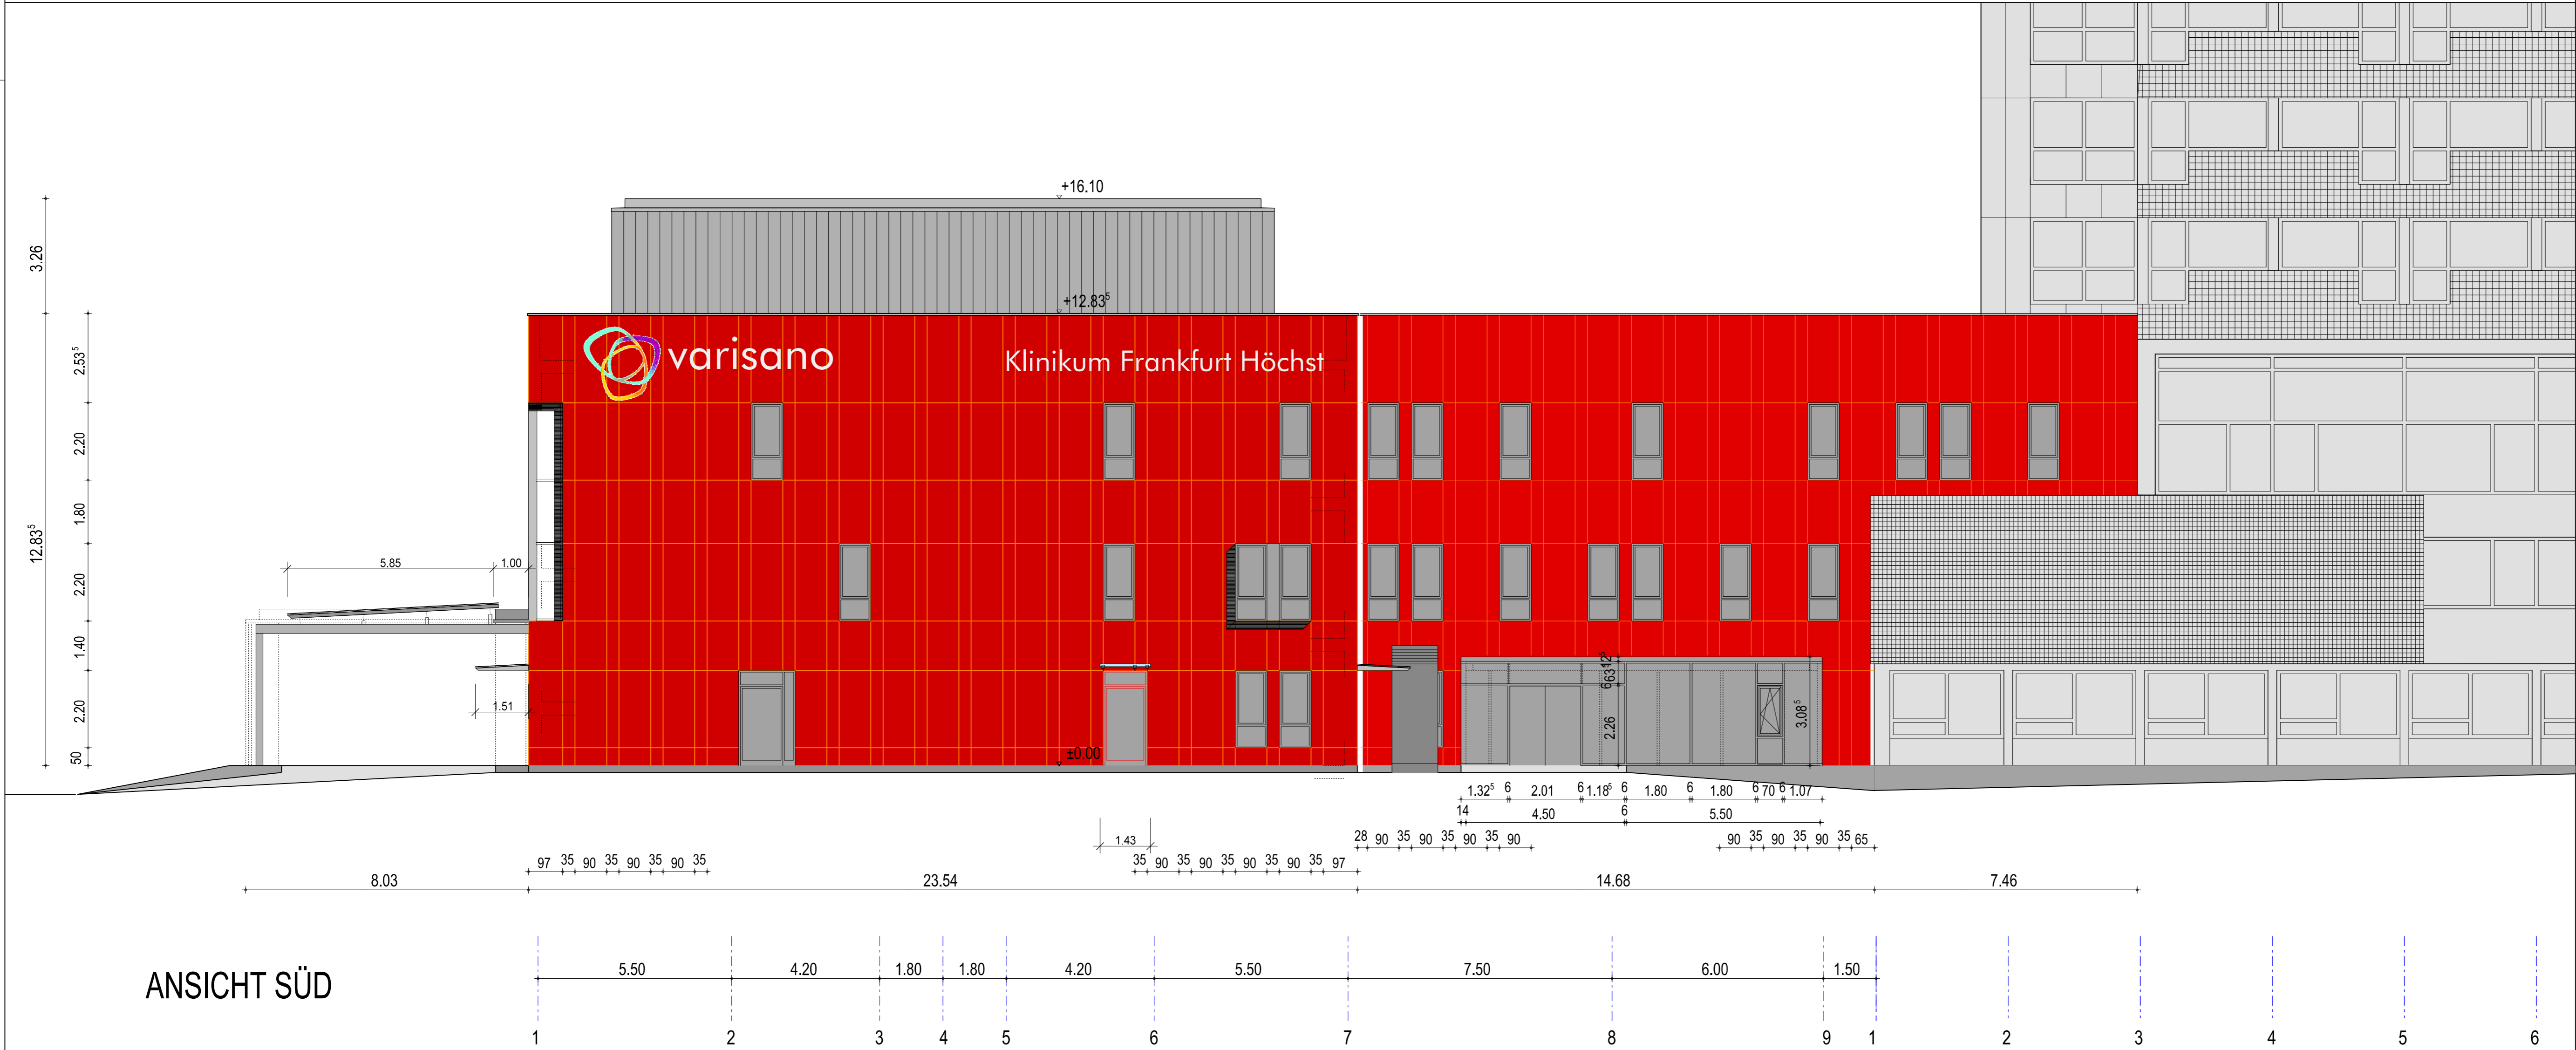 +16.10
3.26
+12.83⁵
varisano
Klinikum Frankfurt Höchst
2.53⁵
2.20
1.80
12.83⁵
2.20
5.85
1.00
1.40
2.20
1.51
50
±0.00
12⁵
63
6
2.26
3.08⁵
1.32⁵ 6 2.01 6 1.18⁵ 6 1.80 6 1.80 6 70 6 1.07
14 4.50 6 5.50
1.43
28 90 35 90 35 90 35 90
90 35 90 35 90 35 65
97 35 90 35 90 35 90 35
35 90 35 90 35 90 35 90 35 97
8.03 23.54 14.68 7.46
5.50 4.20 1.80 1.80 4.20 5.50 7.50 6.00 1.50
ANSICHT SÜD
1 2 3 4 5 6 7 8 9 1 2 3 4 5 6